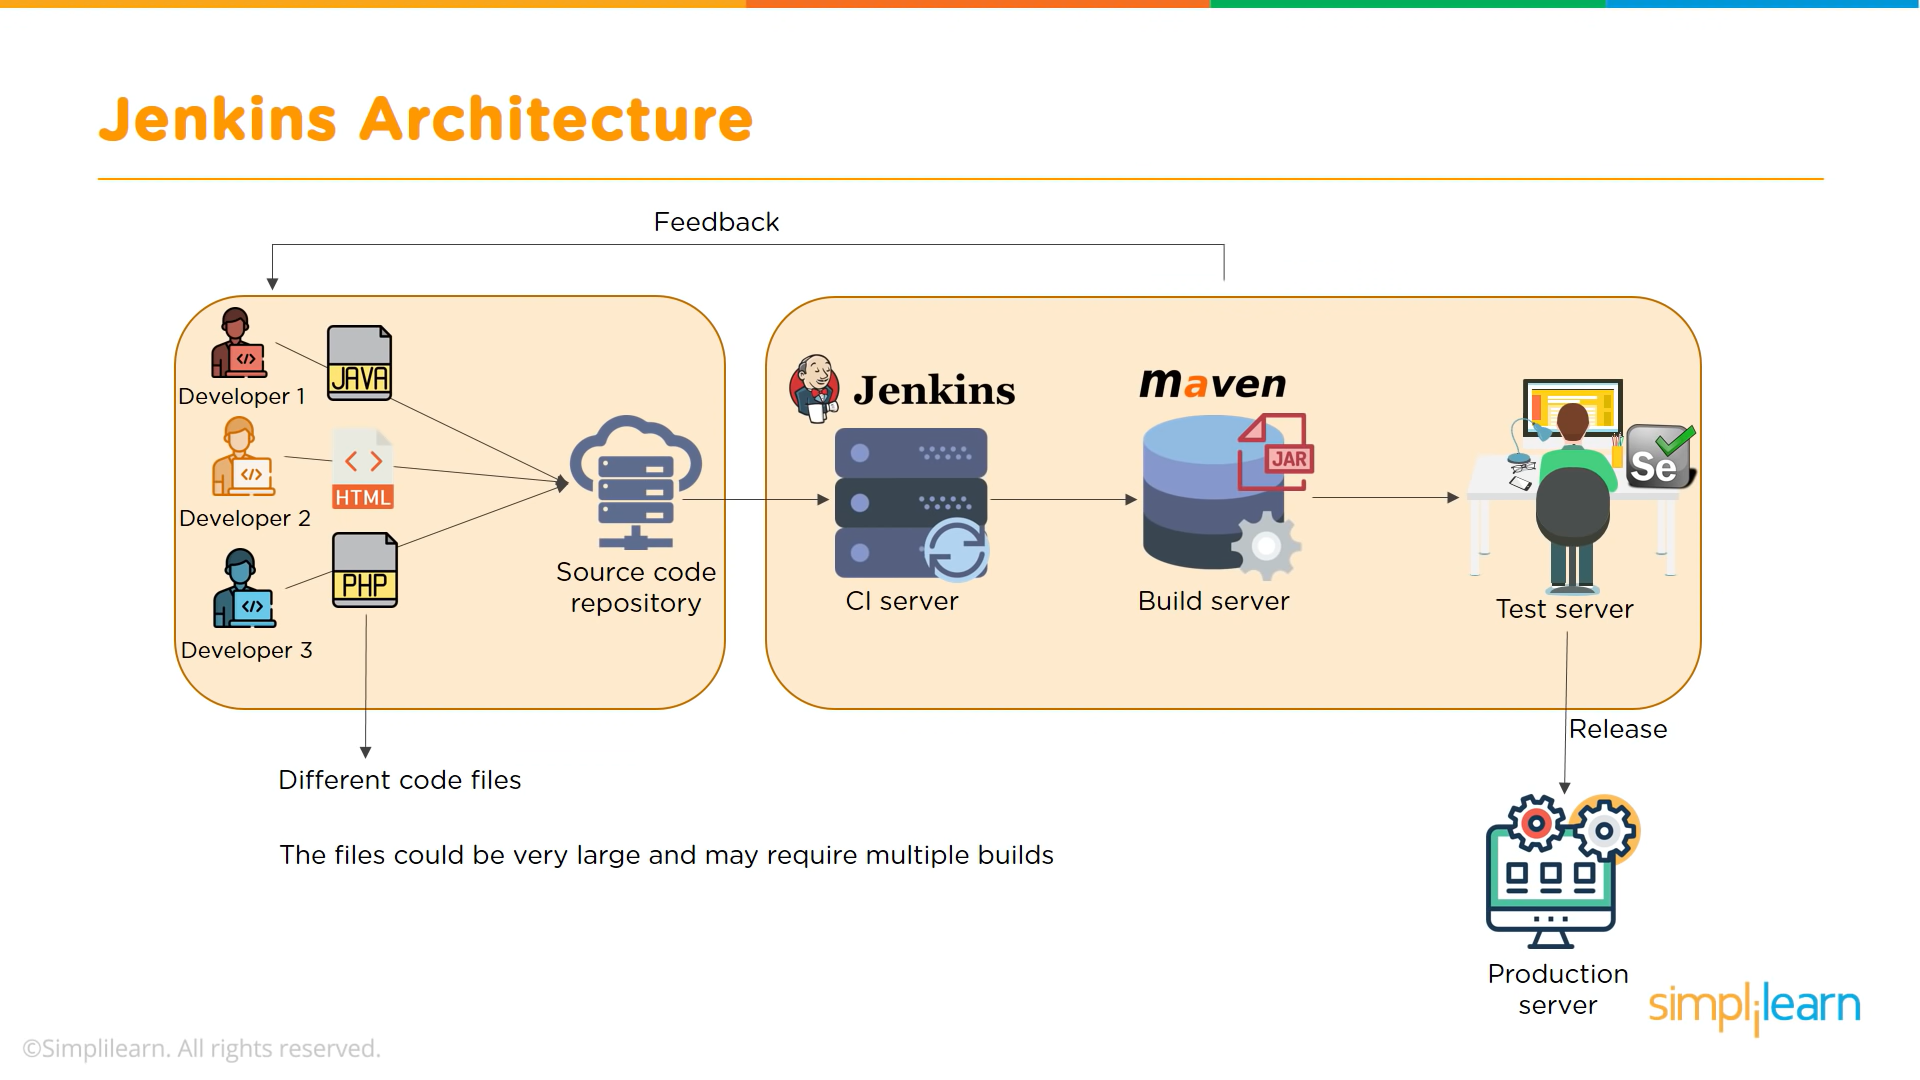 Jenkins Architecture
Feedback
JAVA
Developer 1
HTML
Developer 2
PHP
Developer 3
Source code
repository
Jenkins
CI server
maven
JAR
Build server
Se
Test server
Release
Different code files
The files could be very large and may require multiple builds
Production
server
simplilearn
©Simplilearn. All rights reserved.